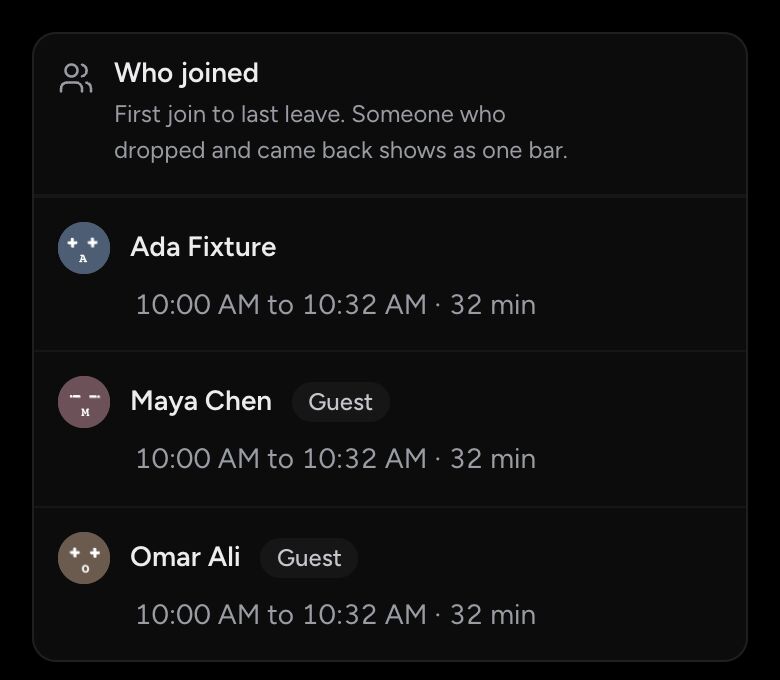 Who joined
First join to last leave. Someone who
dropped and came back shows as one bar.
A
Ada Fixture
10:00 AM to 10:32 AM · 32 min
M
Maya Chen Guest
10:00 AM to 10:32 AM · 32 min
O
Omar Ali Guest
10:00 AM to 10:32 AM · 32 min